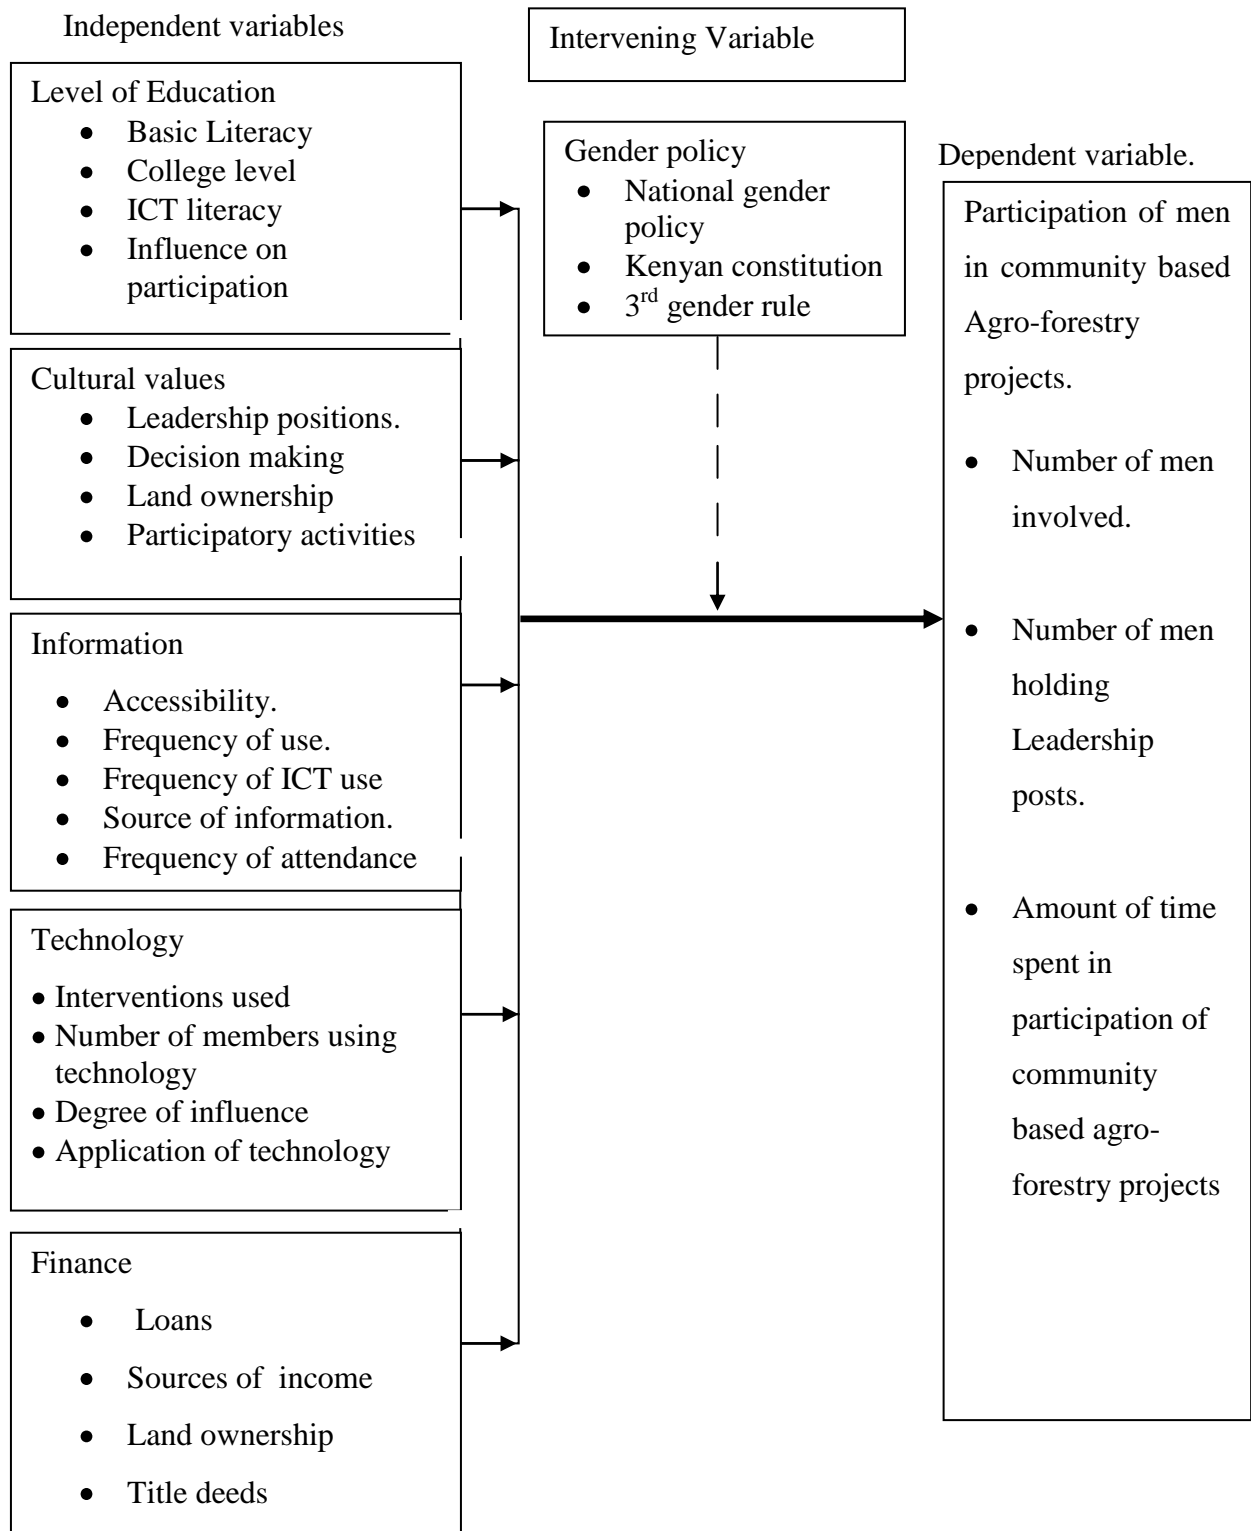 Independent variables
Level of Education
• Basic Literacy
• College level
• ICT literacy
• Influence on
participation
Cultural values
• Leadership positions.
• Decision making
• Land ownership
• Participatory activities
Information
• Accessibility.
• Frequency of use.
• Frequency of ICT use
• Source of information.
• Frequency of attendance
Technology
• Interventions used
• Number of members using
technology
• Degree of influence
• Application of technology
Finance
• Loans
• Sources of income
• Land ownership
• Title deeds
Intervening Variable
Gender policy
• National gender
policy
• Kenyan constitution
• 3rd gender rule
Dependent variable.
Participation of men
in community based
Agro-forestry
projects.
• Number of men
involved.
• Number of men
holding
Leadership
posts.
• Amount of time
spent in
participation of
community
based agro-
forestry projects